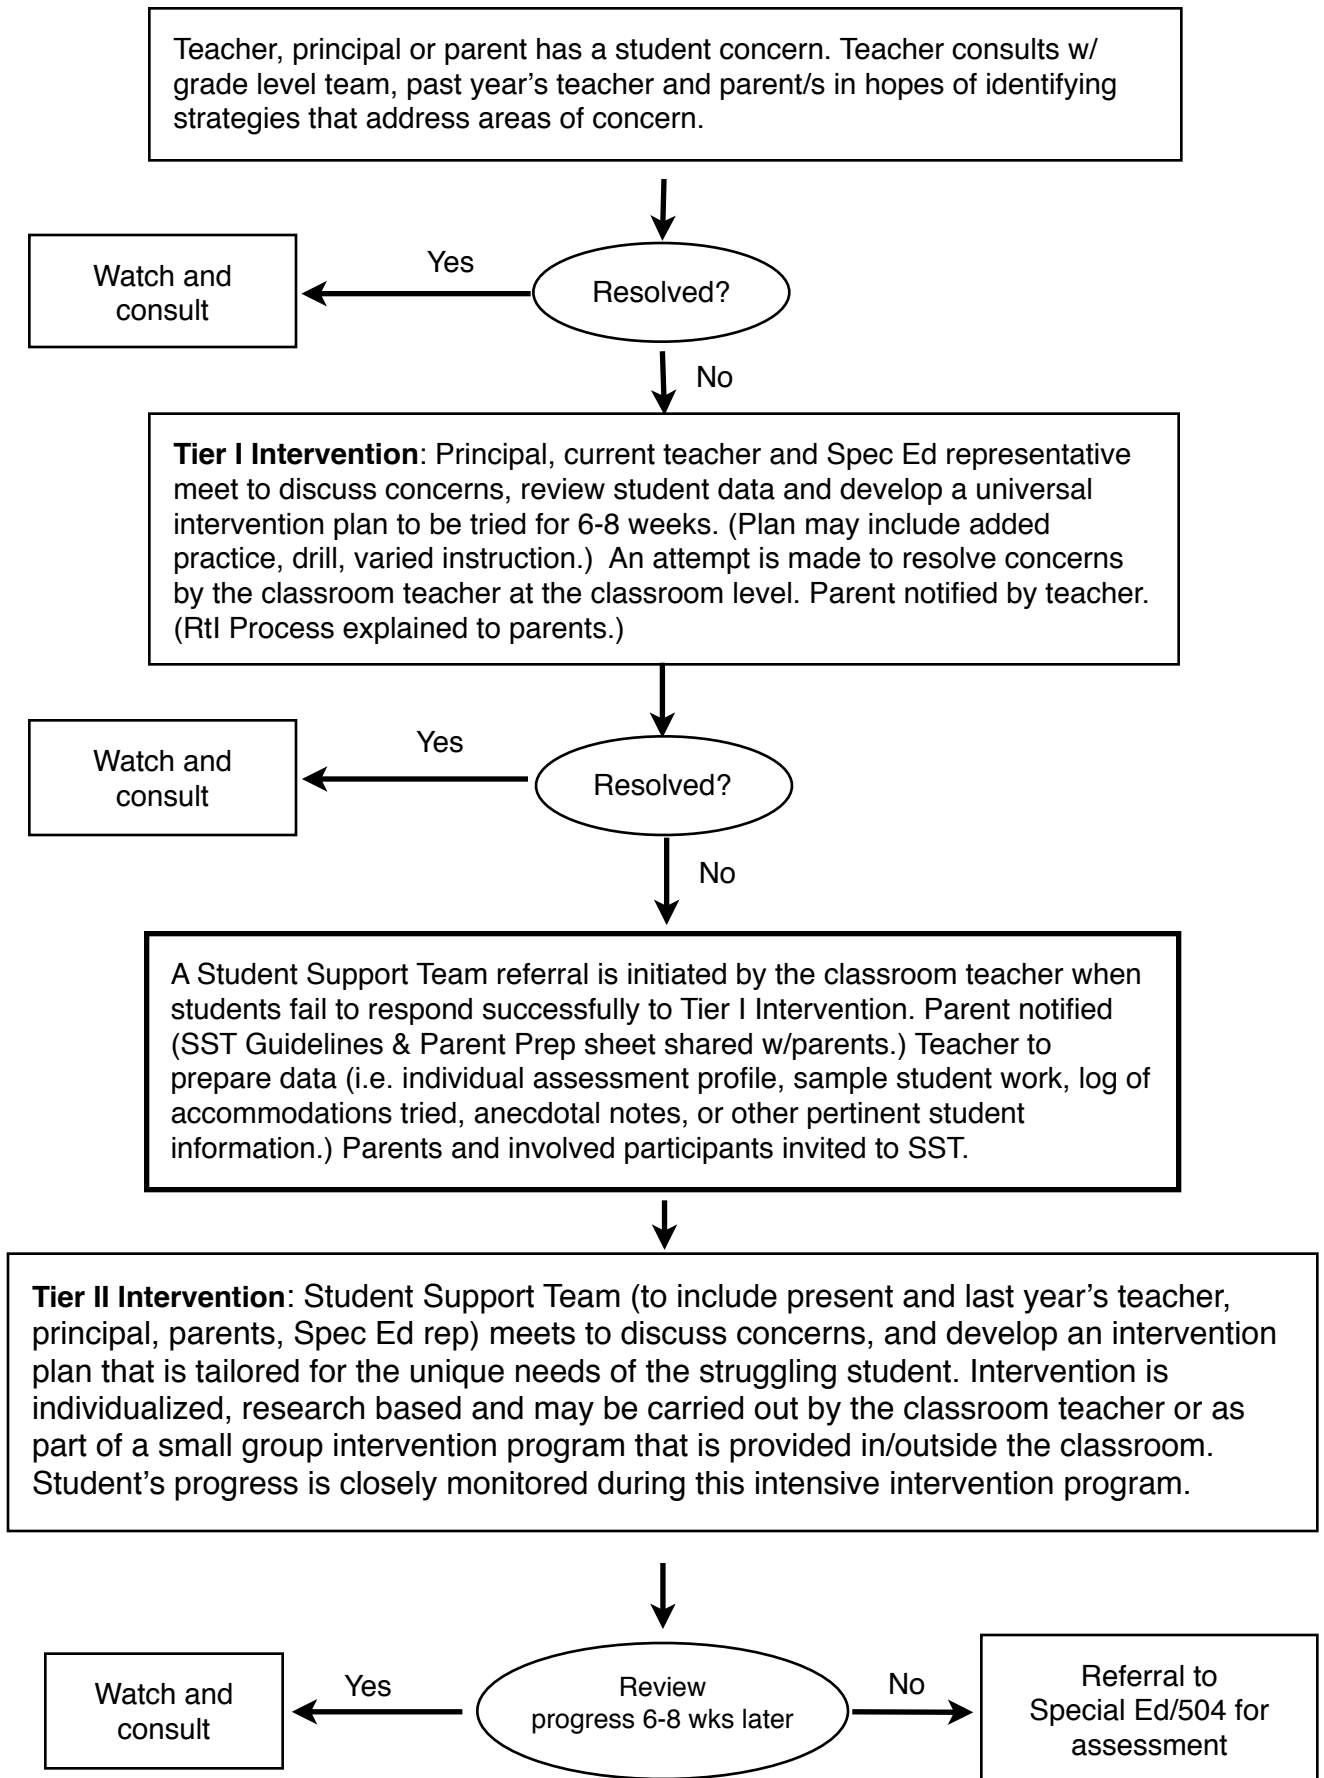 Teacher, principal or parent has a student concern. Teacher consults w/
grade level team, past year's teacher and parent/s in hopes of identifying
strategies that address areas of concern.
Watch and
consult
Yes
Resolved?
No
Tier I Intervention: Principal, current teacher and Spec Ed representative
meet to discuss concerns, review student data and develop a universal
intervention plan to be tried for 6-8 weeks. (Plan may include added
practice, drill, varied instruction.)  An attempt is made to resolve concerns
by the classroom teacher at the classroom level. Parent notified by teacher.
(RtI Process explained to parents.)
Watch and
consult
Yes
Resolved?
No
A Student Support Team referral is initiated by the classroom teacher when
students fail to respond successfully to Tier I Intervention. Parent notified
(SST Guidelines & Parent Prep sheet shared w/parents.) Teacher to
prepare data (i.e. individual assessment profile, sample student work, log of
accommodations tried, anecdotal notes, or other pertinent student
information.) Parents and involved participants invited to SST.
Tier II Intervention: Student Support Team (to include present and last year's teacher,
principal, parents, Spec Ed rep) meets to discuss concerns, and develop an intervention
plan that is tailored for the unique needs of the struggling student. Intervention is
individualized, research based and may be carried out by the classroom teacher or as
part of a small group intervention program that is provided in/outside the classroom.
Student's progress is closely monitored during this intensive intervention program.
Watch and
consult
Yes
Review
progress 6-8 wks later
No
Referral to
Special Ed/504 for
assessment